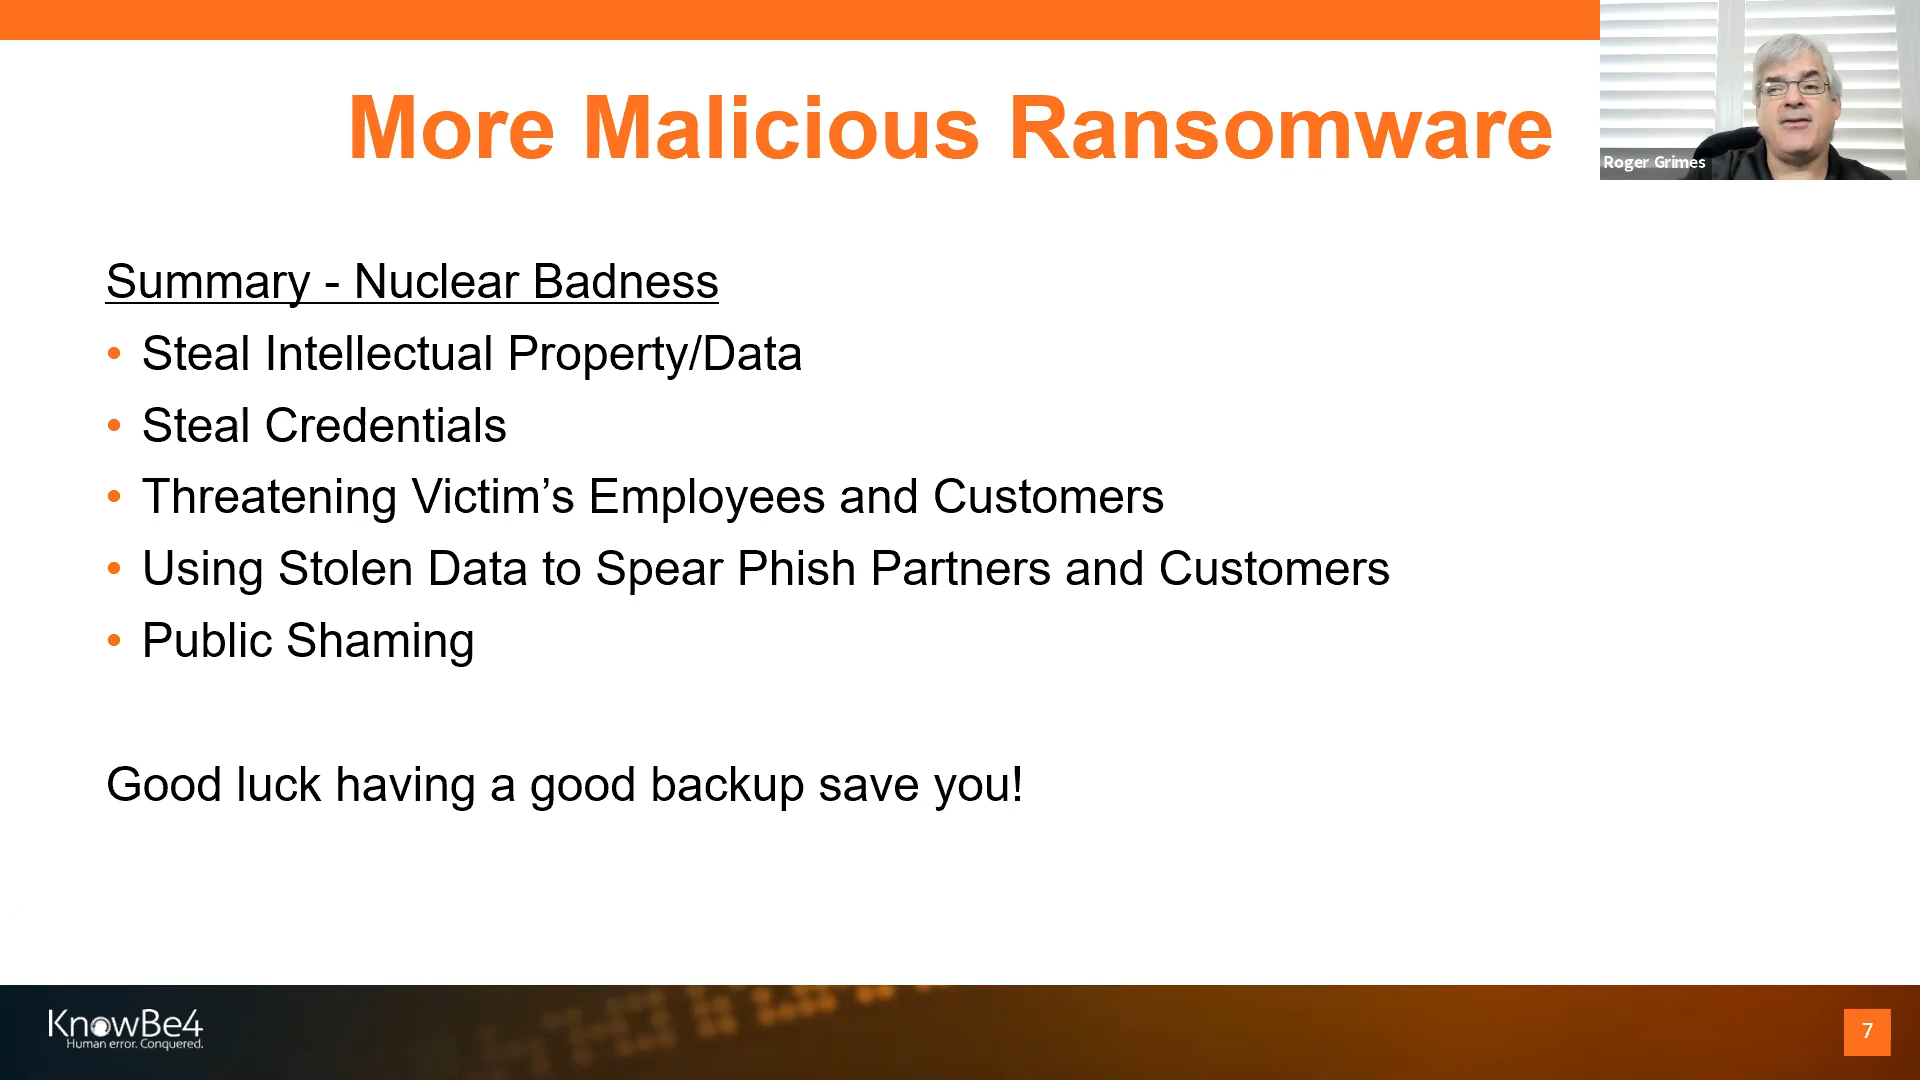 More Malicious Ransomware
Roger Grimes
Summary - Nuclear Badness
• Steal Intellectual Property/Data
• Steal Credentials
• Threatening Victim’s Employees and Customers
• Using Stolen Data to Spear Phish Partners and Customers
• Public Shaming
Good luck having a good backup save you!
KnowBe4
Human error. Conquered.
7